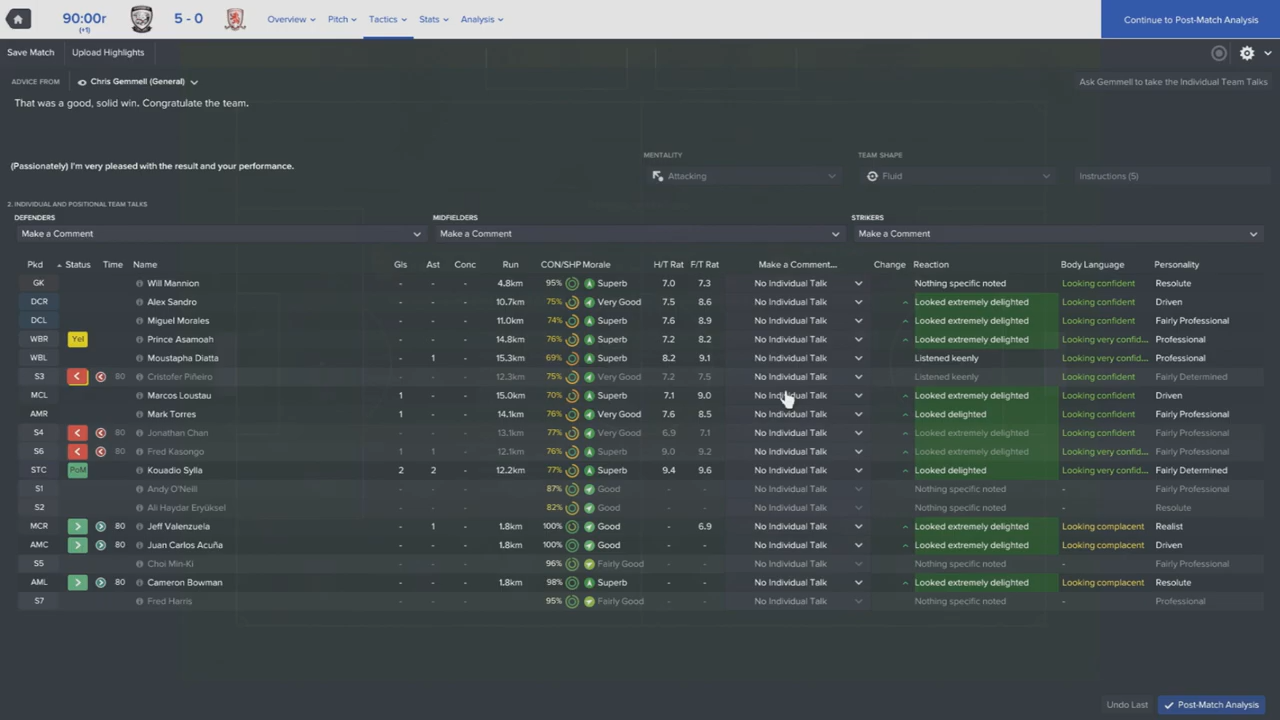 90:00r
(+1)
5 - 0
Overview
Pitch
Tactics
Stats
Analysis
Continue to Post-Match Analysis
Save Match
Upload Highlights
ADVICE FROM
Chris Gemmell (General)
Ask Gemmell to take the Individual Team Talks
That was a good, solid win. Congratulate the team.
(Passionately) I'm very pleased with the result and your performance.
MENTALITY
TEAM SHAPE
Attacking
Fluid
Instructions (5)
2. INDIVIDUAL AND POSITIONAL TEAM TALKS
DEFENDERS
MIDFIELDERS
STRIKERS
Make a Comment
Make a Comment
Make a Comment
Pkd Status Time Name Gls Ast Conc Run CON/SHP Morale H/T Rat F/T Rat Make a Comment... Change Reaction Body Language Personality
GK Will Mannion - - - 4.8km 95% Superb 7.0 7.3 No Individual Talk Nothing specific noted Looking confident Resolute
DCR Alex Sandro - - - 10.7km 75% Very Good 7.5 8.6 No Individual Talk Looked extremely delighted Looking confident Driven
DCL Miguel Morales - - - 11.0km 74% Superb 7.6 8.9 No Individual Talk Looked extremely delighted Looking confident Fairly Professional
WBR Yel Prince Asamoah - - - 14.8km 76% Superb 7.2 8.2 No Individual Talk Looked extremely delighted Looking very confid... Professional
WBL Moustapha Diatta - 1 - 15.3km 69% Superb 8.2 9.1 No Individual Talk Listened keenly Looking very confid... Professional
S3 80 Cristofer Piñeiro - - - 12.3km 75% Very Good 7.2 7.5 No Individual Talk Listened keenly Looking confident Fairly Determined
MCL Marcos Loustau 1 - - 15.0km 70% Superb 7.1 9.0 No Individual Talk Looked extremely delighted Looking confident Driven
AMR Mark Torres 1 - - 14.1km 76% Very Good 7.6 8.5 No Individual Talk Looked delighted Looking confident Fairly Professional
S4 80 Jonathan Chan - - - 13.1km 77% Very Good 6.9 7.1 No Individual Talk Looked extremely delighted Looking confident Fairly Professional
S6 80 Fred Kasongo 1 1 - 12.1km 76% Superb 9.0 9.2 No Individual Talk Looked extremely delighted Looking very confid... Fairly Professional
STC PoM Kouadio Sylla 2 2 - 12.2km 77% Superb 9.4 9.6 No Individual Talk Looked delighted Looking very confid... Fairly Determined
S1 Andy O'Neill - - - 87% Good - - No Individual Talk Nothing specific noted - Fairly Professional
S2 Ali Haydar Eryüksel - - - 82% Good - - No Individual Talk Nothing specific noted - Resolute
MCR 80 Jeff Valenzuela - 1 - 1.8km 100% Good - 6.9 No Individual Talk Looked extremely delighted Looking complacent Realist
AMC 80 Juan Carlos Acuña - - - 1.8km 100% Good - - No Individual Talk Looked extremely delighted Looking complacent Driven
S5 Choi Min-Ki - - - 96% Fairly Good - - No Individual Talk Nothing specific noted - Fairly Professional
AML 80 Cameron Bowman - - - 1.8km 98% Superb - - No Individual Talk Looked extremely delighted Looking complacent Resolute
S7 Fred Harris - - - 95% Fairly Good - - No Individual Talk Nothing specific noted - Professional
Undo Last
Post-Match Analysis